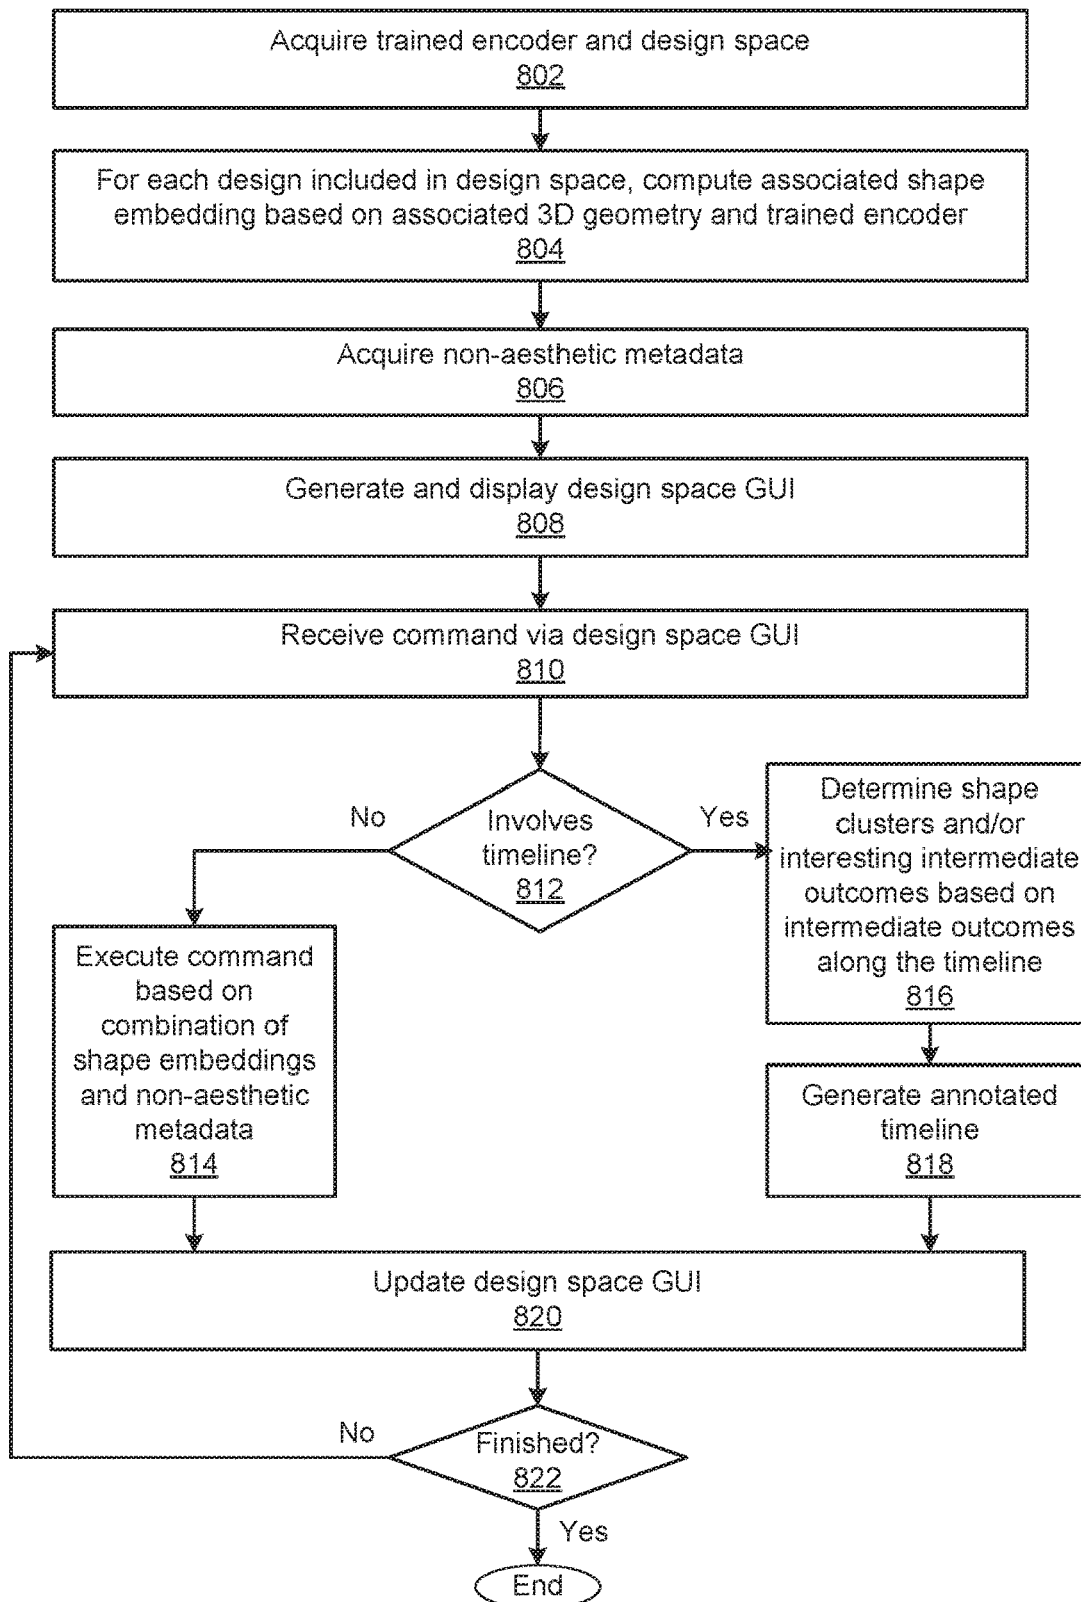 Acquire trained encoder and design space
802
For each design included in design space, compute associated shape
embedding based on associated 3D geometry and trained encoder
804
Acquire non-aesthetic metadata
806
Generate and display design space GUI
808
Receive command via design space GUI
810
No
Involves
timeline?
812
Yes
Determine shape
clusters and/or
interesting intermediate
outcomes based on
intermediate outcomes
along the timeline
816
Execute command
based on
combination of
shape embeddings
and non-aesthetic
metadata
814
Generate annotated
timeline
818
Update design space GUI
820
No
Finished?
822
Yes
End